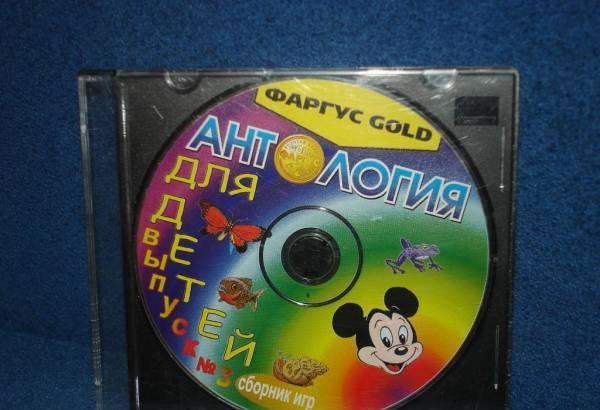 ФАРГУС GOLD
АНТОЛОГИЯ
ДЛЯ
ДЕТЕЙ
ВЫПУСК № 3
сборник игр